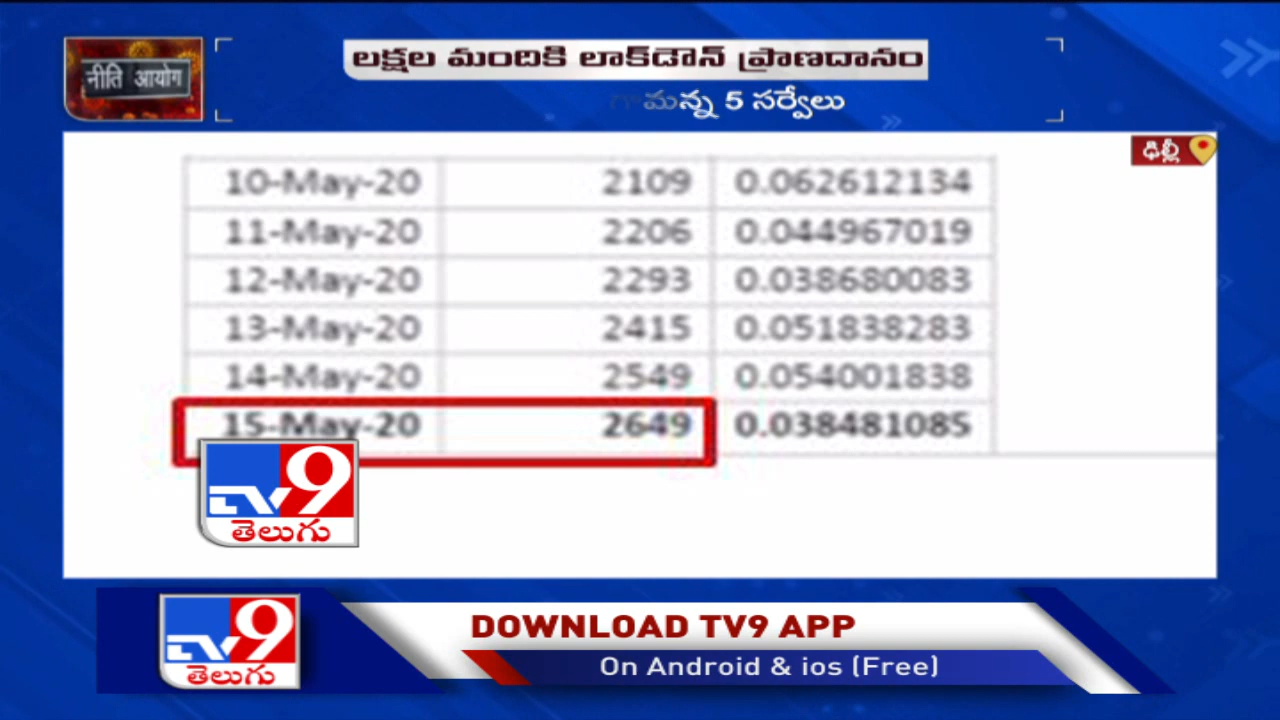 नीति आयोग
లక్షల మందికి లాక్‌డౌన్ ప్రాణదానం
మన్న 5 సర్వేలు
ఢిల్లీ
10-May-20 2109 0.062612134
11-May-20 2206 0.044967019
12-May-20 2293 0.038680083
13-May-20 2415 0.051838283
14-May-20 2549 0.054001838
15-May-20 2649 0.038481085
TV9
తెలుగు
TV9
తెలుగు
DOWNLOAD TV9 APP
On Android & ios (Free)